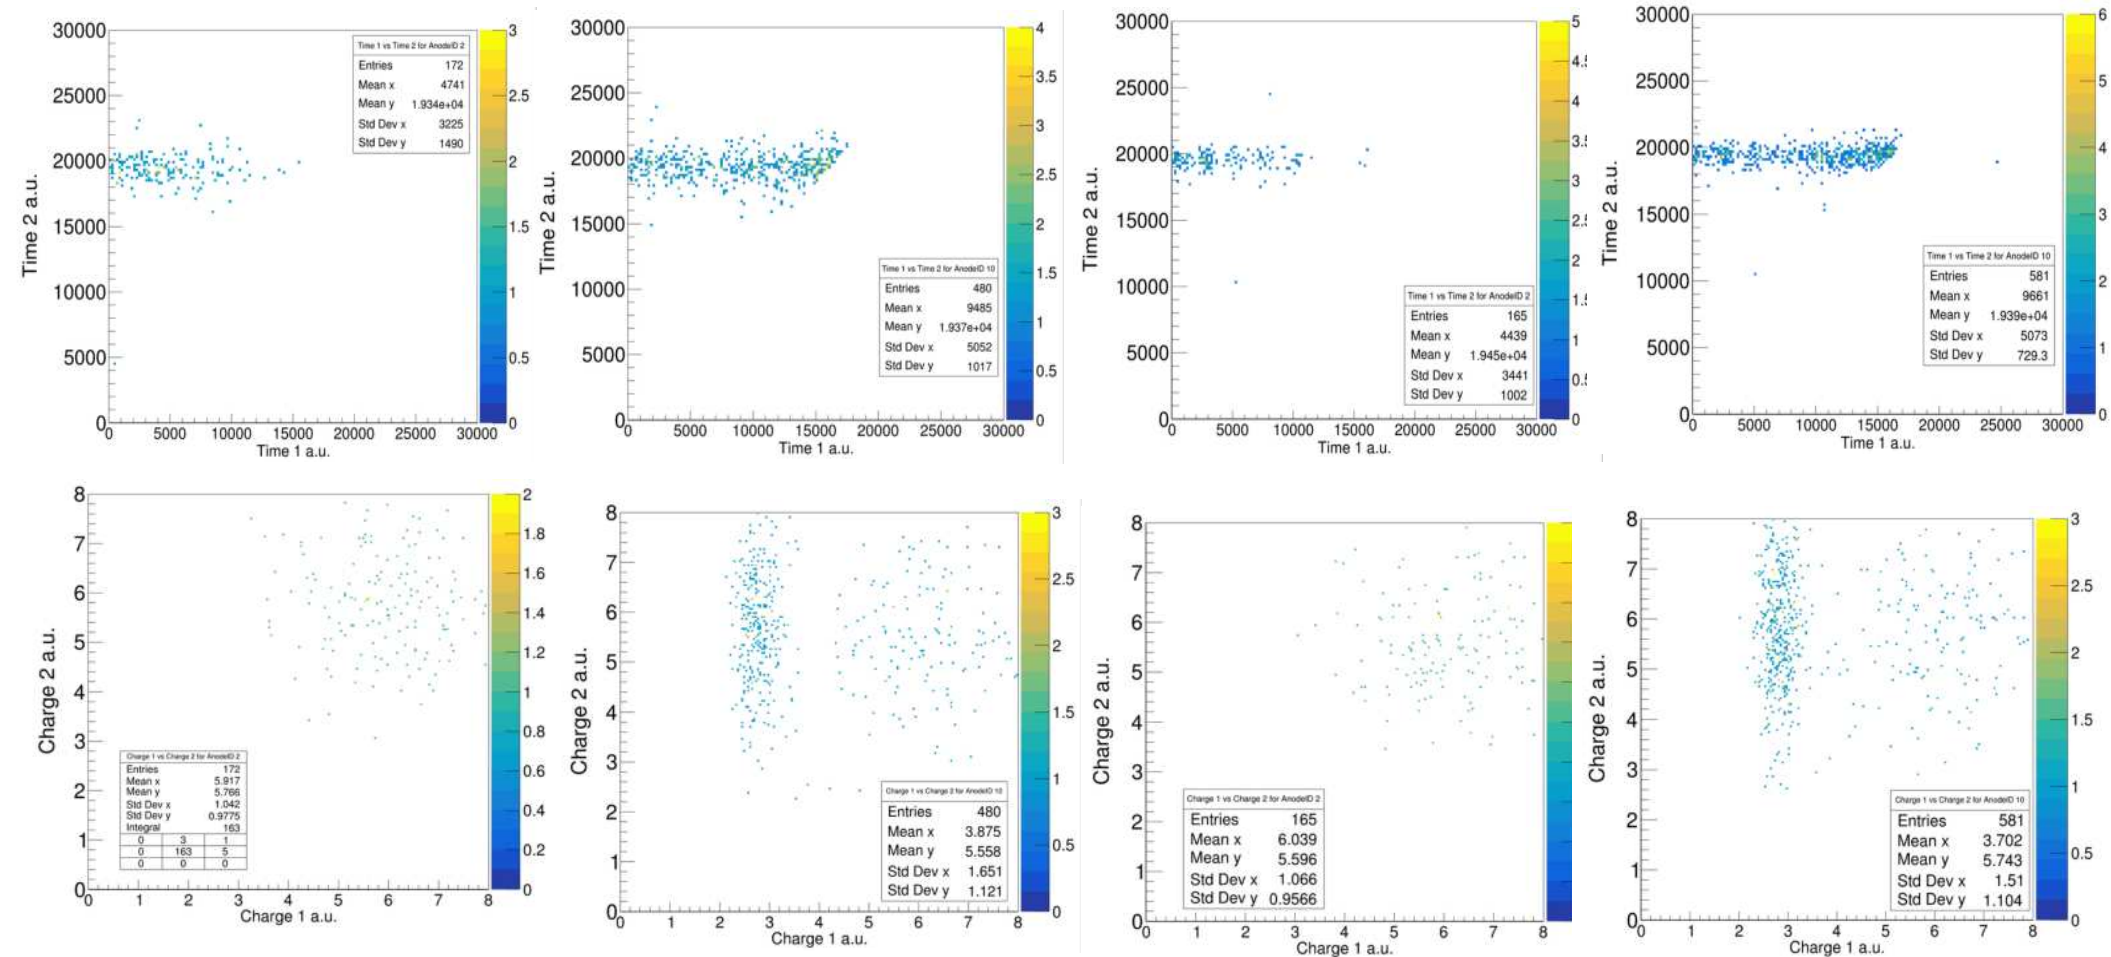 Time 1 vs Time 2 for AnodeID 2
Entries 172
Mean x 4741
Mean y 1.934e+04
Std Dev x 3225
Std Dev y 1490
30000
25000
20000
15000
10000
5000
0
0 5000 10000 15000 20000 25000 30000
Time 1 a.u.
Time 2 a.u.
3
2.5
2
1.5
1
0.5
0
Time 1 vs Time 2 for AnodeID 10
Entries 480
Mean x 9485
Mean y 1.937e+04
Std Dev x 5052
Std Dev y 1017
30000
25000
20000
15000
10000
5000
0
0 5000 10000 15000 20000 25000 30000
Time 1 a.u.
Time 2 a.u.
4
3.5
3
2.5
2
1.5
1
0.5
0
Time 1 vs Time 2 for AnodeID 2
Entries 165
Mean x 4439
Mean y 1.945e+04
Std Dev x 3441
Std Dev y 1002
30000
25000
20000
15000
10000
5000
0
0 5000 10000 15000 20000 25000 30000
Time 1 a.u.
Time 2 a.u.
5
4
3
2
1
0
Time 1 vs Time 2 for AnodeID 10
Entries 581
Mean x 9661
Mean y 1.939e+04
Std Dev x 5073
Std Dev y 729.3
30000
25000
20000
15000
10000
5000
0
0 5000 10000 15000 20000 25000 30000
Time 1 a.u.
Time 2 a.u.
6
5
4
3
2
1
0
8
7
6
5
4
3
2
1
0
Charge 2 a.u.
Charge 1 vs Charge 2 for AnodeID 2
Entries 172
Mean x 5.917
Mean y 5.766
Std Dev x 1.042
Std Dev y 0.9775
Integral 163
0 3 1
0 163 5
0 0 0
0 1 2 3 4 5 6 7 8
Charge 1 a.u.
2
1.8
1.6
1.4
1.2
1
0.8
0.6
0.4
0.2
0
8
7
6
5
4
3
2
1
0
Charge 2 a.u.
Charge 1 vs Charge 2 for AnodeID 10
Entries 480
Mean x 3.875
Mean y 5.558
Std Dev x 1.651
Std Dev y 1.121
0 1 2 3 4 5 6 7 8
Charge 1 a.u.
3
2.5
2
1.5
1
0.5
0
8
7
6
5
4
3
2
1
0
Charge 2 a.u.
Charge 1 vs Charge 2 for AnodeID 2
Entries 165
Mean x 6.039
Mean y 5.596
Std Dev x 1.066
Std Dev y 0.9566
0 1 2 3 4 5 6 7 8
Charge 1 a.u.
8
7
6
5
4
3
2
1
0
Charge 2 a.u.
Charge 1 vs Charge 2 for AnodeID 10
Entries 581
Mean x 3.702
Mean y 5.743
Std Dev x 1.51
Std Dev y 1.104
0 1 2 3 4 5 6 7 8
Charge 1 a.u.
3
2.5
2
1.5
1
0.5
0